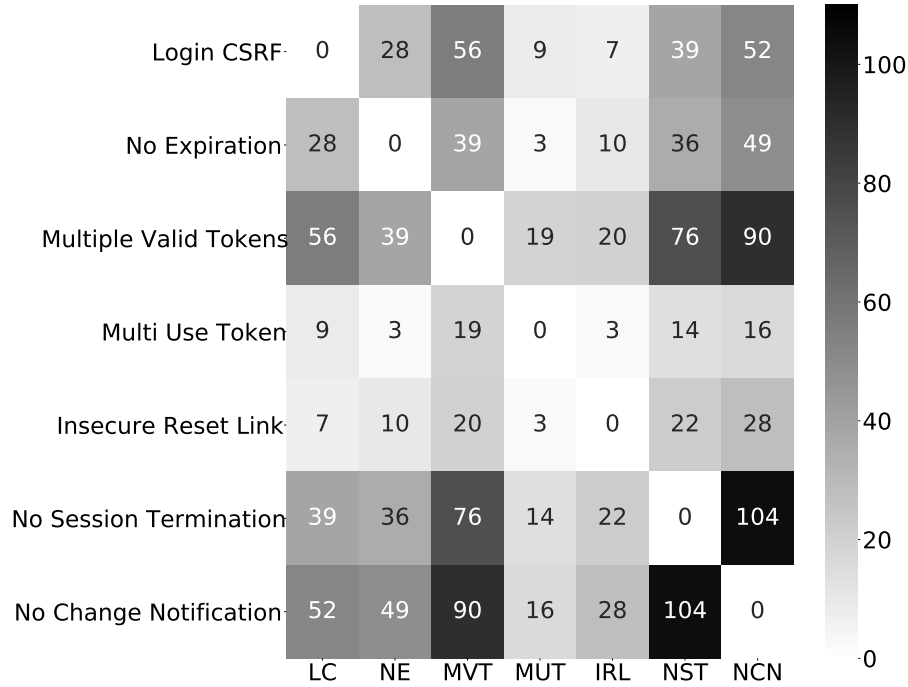 Login CSRF 0 28 56 9 7 39 52
100
No Expiration 28 0 39 3 10 36 49
80
Multiple Valid Tokens 56 39 0 19 20 76 90
60
Multi Use Token 9 3 19 0 3 14 16
Insecure Reset Link 7 10 20 3 0 22 28
40
No Session Termination 39 36 76 14 22 0 104
20
No Change Notification 52 49 90 16 28 104 0
0
LC NE MVT MUT IRL NST NCN